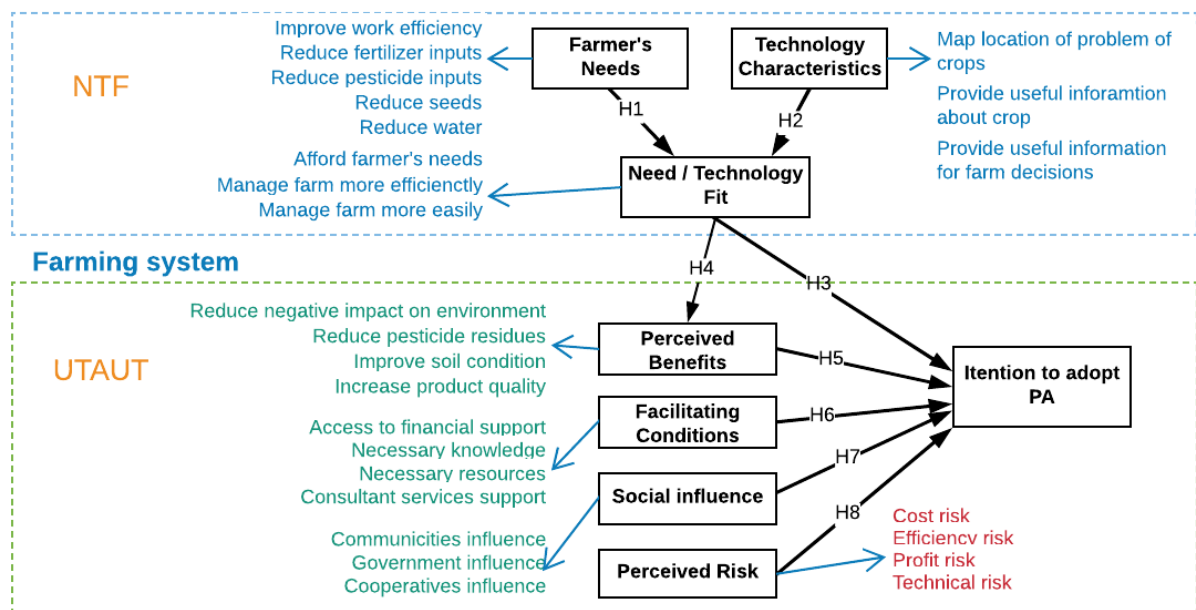 NTF
Improve work efficiency
Reduce fertilizer inputs
Reduce pesticide inputs
Reduce seeds
Reduce water
Farmer's
Needs
Technology
Characteristics
Map location of problem of
crops
Provide useful inforamtion
about crop
Provide useful information
for farm decisions
H1
H2
Afford farmer's needs
Manage farm more efficienctly
Manage farm more easily
Need / Technology
Fit
Farming system
H4
H3
UTAUT
Reduce negative impact on environment
Reduce pesticide residues
Improve soil condition
Increase product quality
Perceived
Benefits
H5
Itention to adopt
PA
Access to financial support
Necessary knowledge
Necessary resources
Consultant services support
Facilitating
Conditions
H6
Social influence
H7
Communicities influence
Government influence
Cooperatives influence
Perceived Risk
H8
Cost risk
Efficiency risk
Profit risk
Technical risk